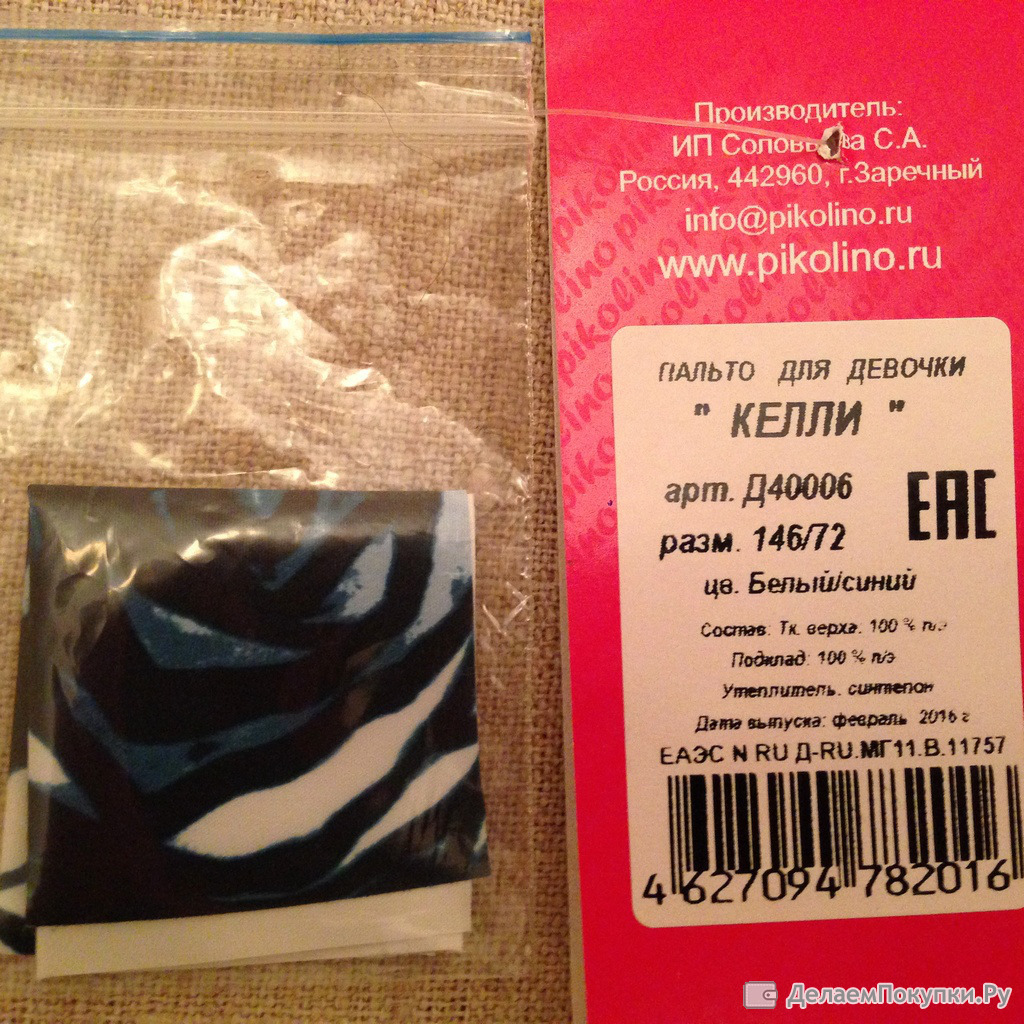 Производитель:
ИП Соловьева С.А.
Россия, 442960, г.Заречный
info@pikolino.ru
www.pikolino.ru
pikolino
ПАЛЬТО ДЛЯ ДЕВОЧКИ
" КЕЛЛИ "
арт. Д40006
разм. 146/72
ЕАС
цв. Белый/синий
Состав: Тк. верха: 100 % п/э
Подклад: 100 % п/э
Утеплитель: синтепон
Дата выпуска: февраль 2016 г
ЕАЭС N RU Д-RU.МГ11.В.11757
4 627094 782016
ДелаемПокупки.Ру